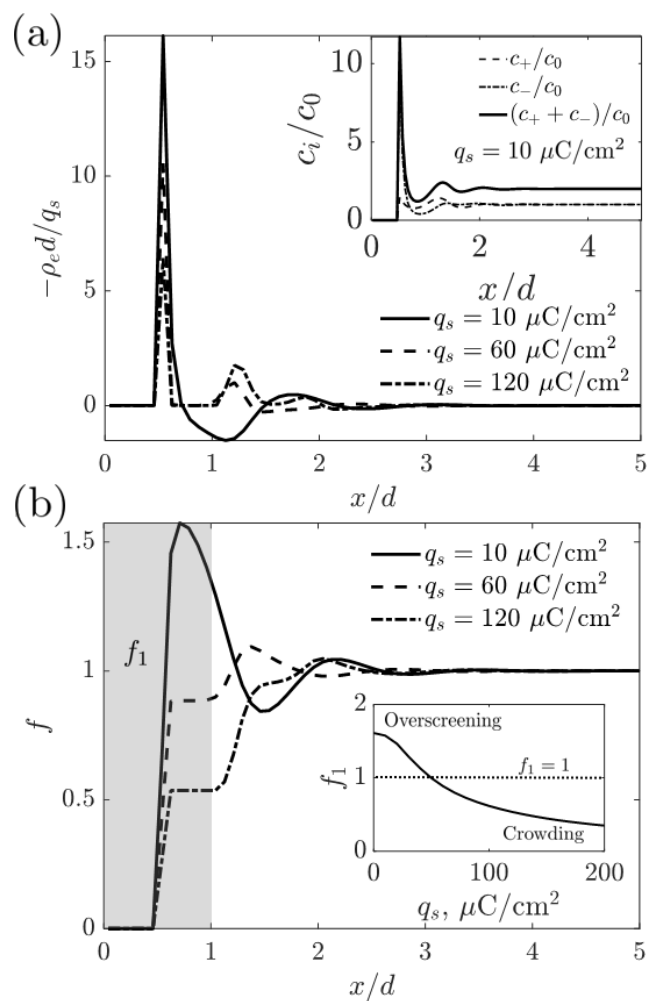 (a)
15
10
5
0
−ρ_e d/q_s
0
1
2
3
4
5
x/d
q_s = 10 μC/cm²
q_s = 60 μC/cm²
q_s = 120 μC/cm²
10
5
0
c_i/c_0
0
2
4
x/d
c_+/c_0
c_−/c_0
(c_+ + c_−)/c_0
q_s = 10 μC/cm²
(b)
1.5
1
0.5
0
f
f_1
0
1
2
3
4
5
x/d
q_s = 10 μC/cm²
q_s = 60 μC/cm²
q_s = 120 μC/cm²
2
1
0
f_1
Overscreening
f_1 = 1
Crowding
0
100
200
q_s, μC/cm²